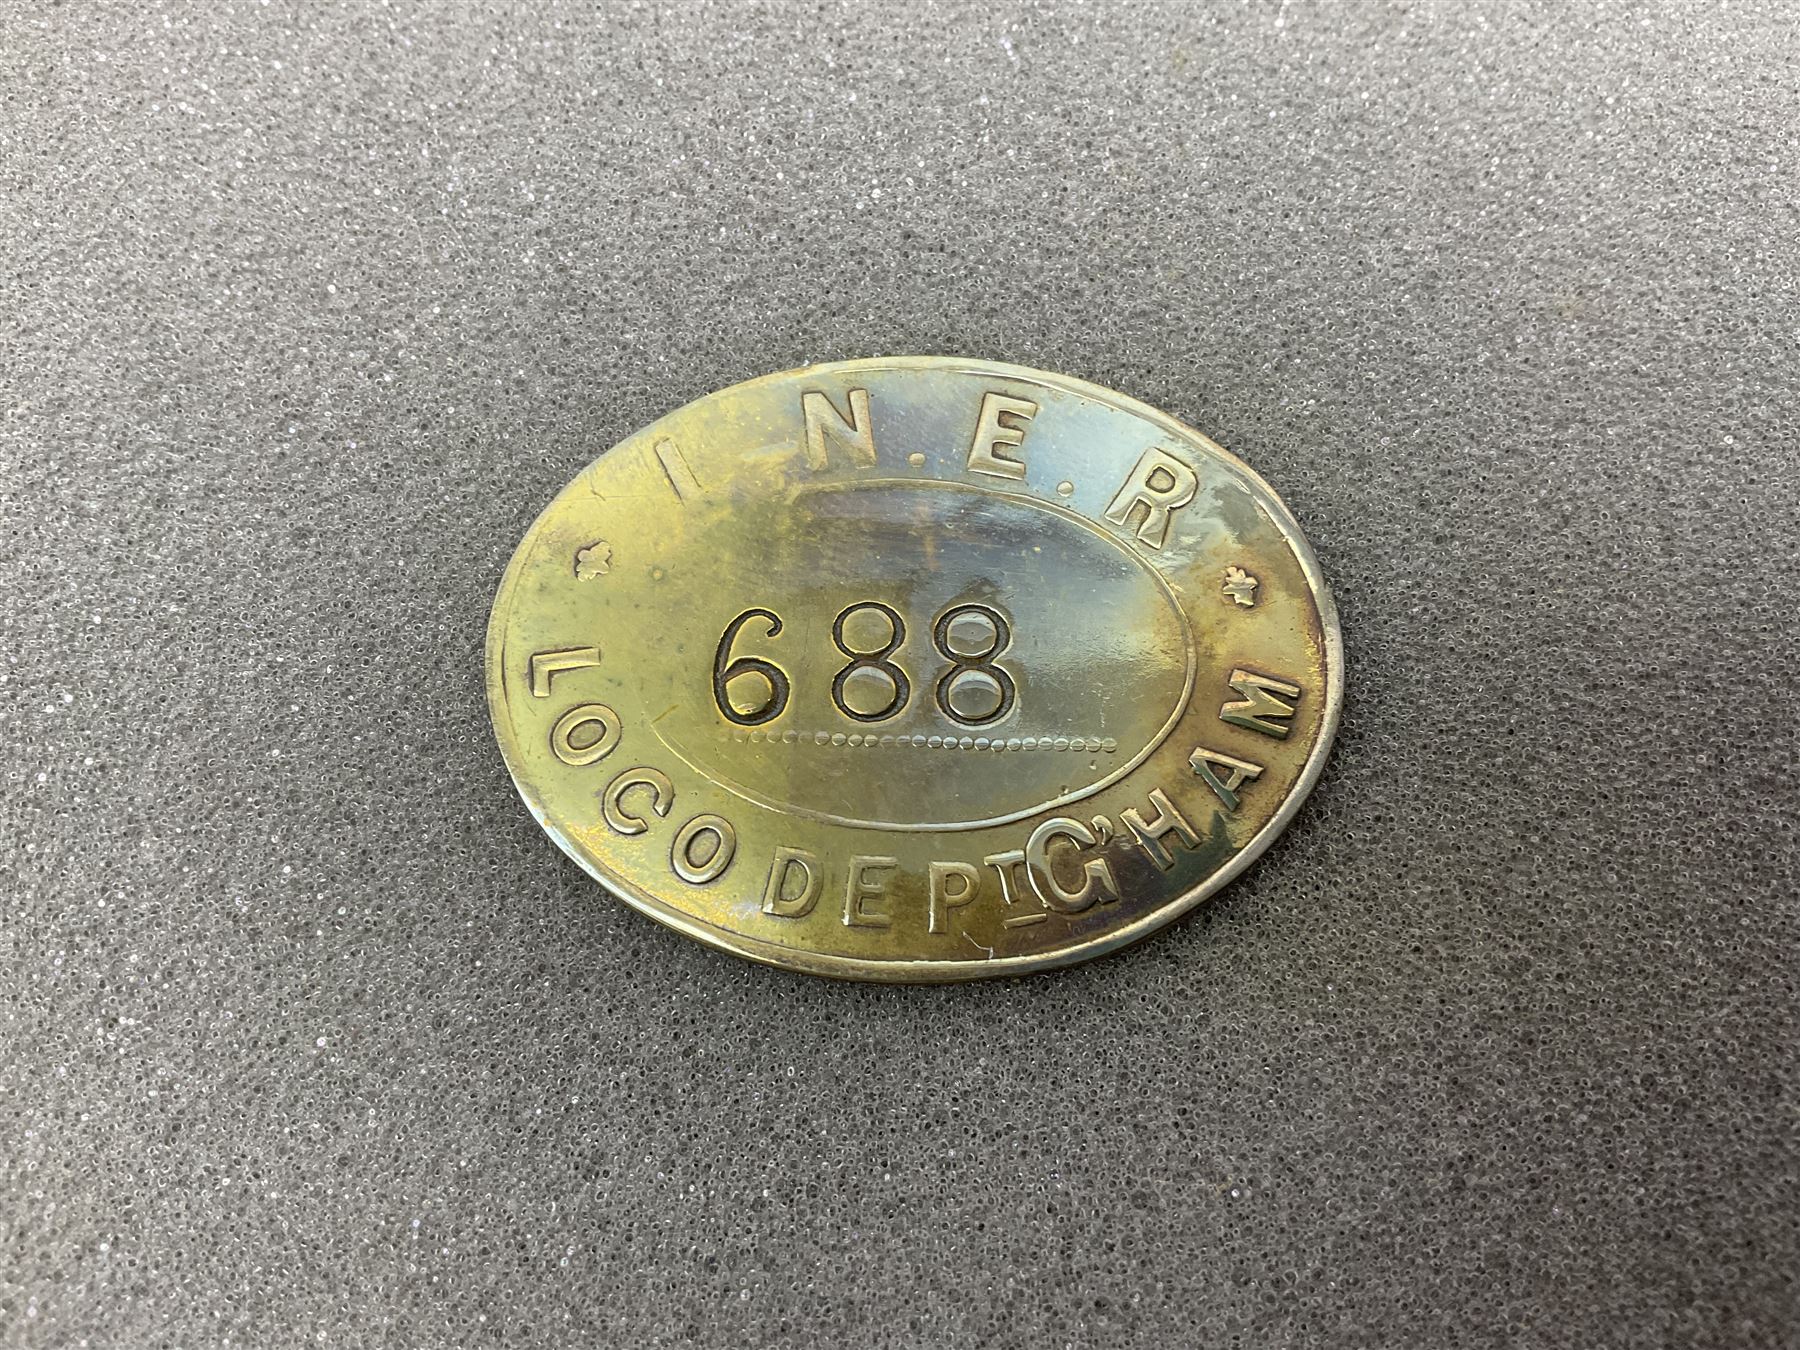 I N.E.R
688
LOCO DEPT G'HAM